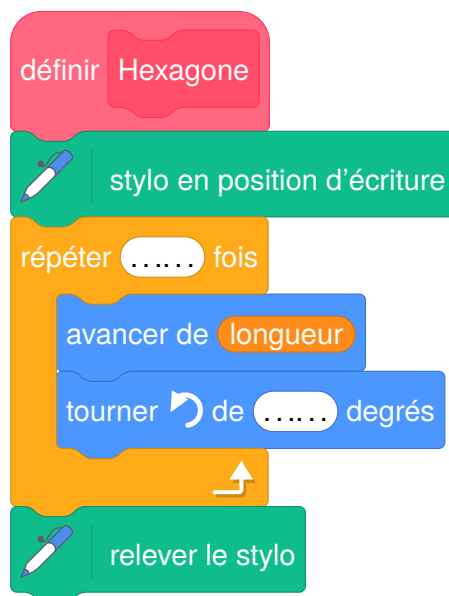 définir Hexagone
stylo en position d'écriture
répéter ...... fois
avancer de longueur
tourner de ...... degrés
relever le stylo